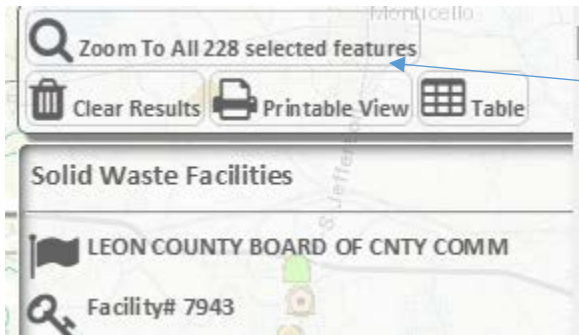 Monticello
Zoom To All 228 selected features
Clear Results Printable View Table
S Jefferson
Solid Waste Facilities
LEON COUNTY BOARD OF CNTY COMM
Facility# 7943